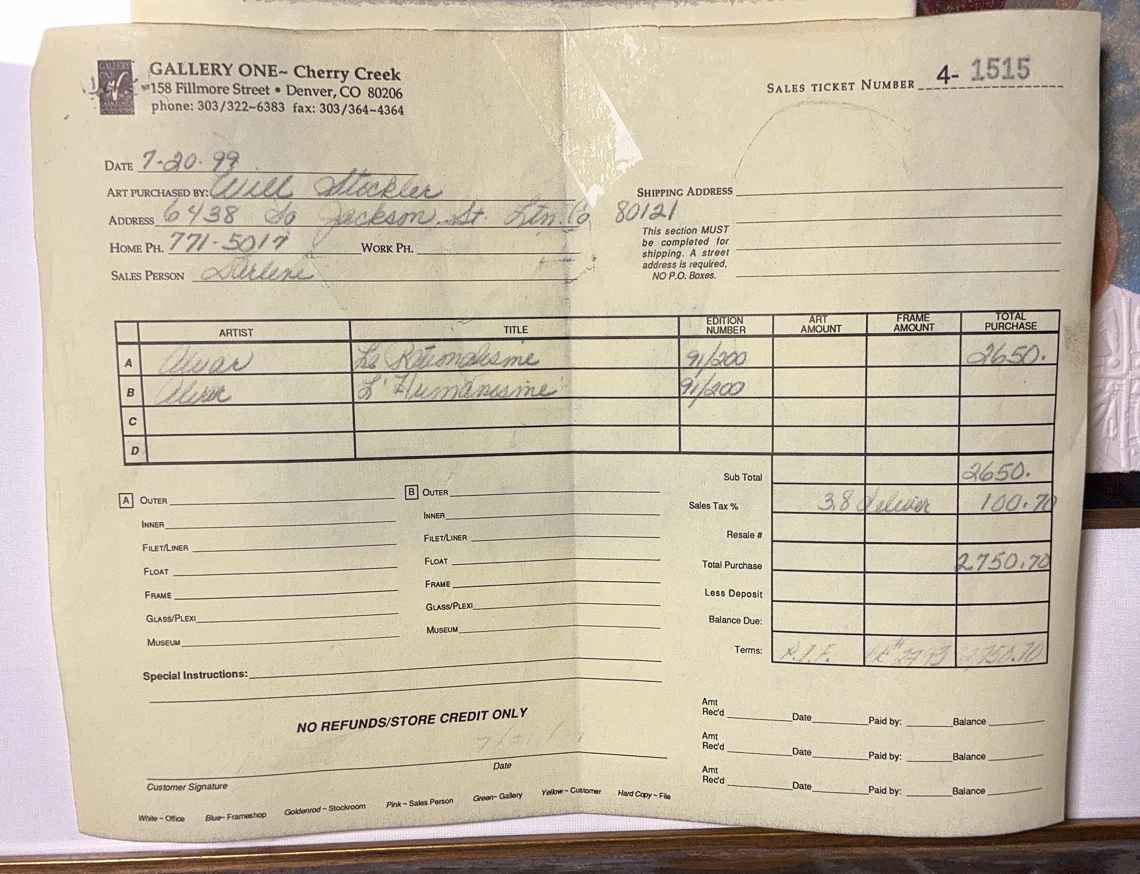 GALLERY ONE~ Cherry Creek
158 Fillmore Street • Denver, CO 80206
phone: 303/322~6383 fax: 303/364~4364
SALES TICKET NUMBER 4- 1515
DATE 7-20-99
ART PURCHASED BY: Will Stockler
ADDRESS 6438 So Jackson St Ltn. Co 80121
HOME PH. 771-5017 WORK PH.
SALES PERSON Darlene
SHIPPING ADDRESS
This section MUST
be completed for
shipping. A street
address is required,
NO P.O. Boxes.
ARTIST TITLE EDITION NUMBER ART AMOUNT FRAME AMOUNT TOTAL PURCHASE
A Alvar Le Rationalisme 91/200 2650.
B Alvar L'Humanisme 91/200
C
D
Sub Total 2650.
Sales Tax % 3.8 100.70
Resale #
Total Purchase 2750.70
Less Deposit
Balance Due:
Terms: P.I.F. 2750.70
A OUTER
INNER
FILET/LINER
FLOAT
FRAME
GLASS/PLEXI
MUSEUM
B OUTER
INNER
FILET/LINER
FLOAT
FRAME
GLASS/PLEXI
MUSEUM
Special Instructions:
NO REFUNDS/STORE CREDIT ONLY
Customer Signature Date
Amt Rec'd Date Paid by: Balance
Amt Rec'd Date Paid by: Balance
Amt Rec'd Date Paid by: Balance
White ~ Office Blue~ Frameshop Goldenrod ~ Stockroom Pink ~ Sales Person Green~ Gallery Yellow ~ Customer Hard Copy ~ File